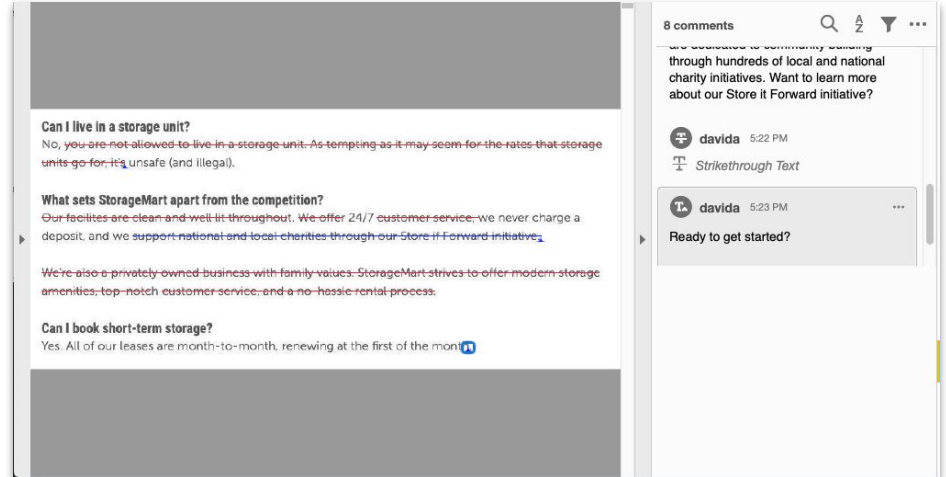 Can I live in a storage unit?
No, you are not allowed to live in a storage unit. As tempting as it may seem for the rates that storage
units go for, it's unsafe (and illegal).
What sets StorageMart apart from the competition?
Our facilites are clean and well lit throughout. We offer 24/7 customer service, we never charge a
deposit, and we support national and local charities through our Store if Forward initiative.
We're also a privately owned business with family values. StorageMart strives to offer modern storage
amenities, top-notch customer service, and a no-hassle rental process.
Can I book short-term storage?
Yes. All of our leases are month-to-month, renewing at the first of the mont
8 comments
are dedicated to community building
through hundreds of local and national
charity initiatives. Want to learn more
about our Store it Forward initiative?
davida 5:22 PM
Strikethrough Text
davida 5:23 PM
Ready to get started?